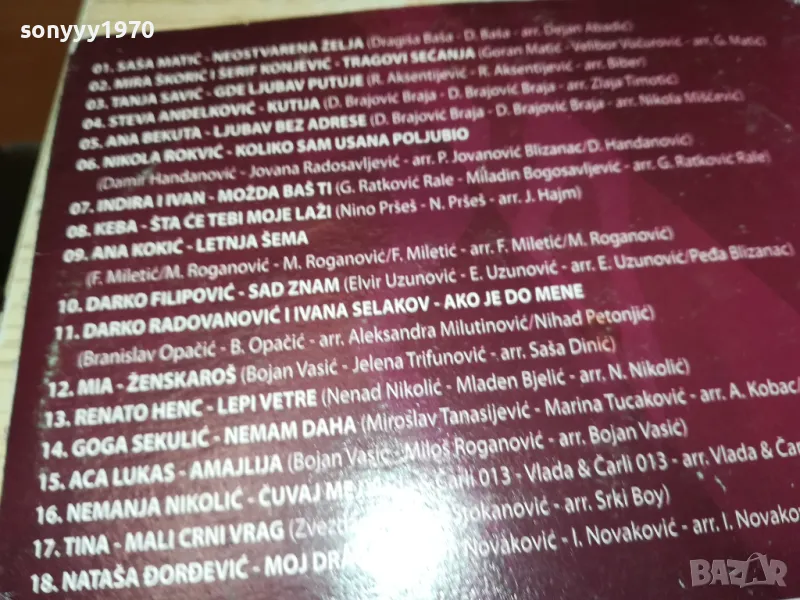 sonyyy1970
01. SAŠA MATIĆ - NEOSTVARENA ŽELJA (Dragiša Baša - D. Baša - arr. Dejan Abadić)
02. MIRA ŠKORIĆ I ŠERIF KONJEVIĆ - TRAGOVI SEĆANJA (Goran Matić - Velibor Vučurović - arr. G. Matić)
03. TANJA SAVIĆ - GDE LJUBAV PUTUJE (R. Aksentijević - R. Aksentijević - arr. Biber)
04. STEVA ANĐELKOVIĆ - KUTIJA (D. Brajović Braja - D. Brajović Braja - arr. Zlaja Timotić)
05. ANA BEKUTA - LJUBAV BEZ ADRESE (D. Brajović Braja - D. Brajović Braja - arr. Nikola Miščević)
06. NIKOLA ROKVIĆ - KOLIKO SAM USANA POLJUBIO
(Damir Handanović - Jovana Radosavljević - arr. P. Jovanović Blizanac/D. Handanović)
07. INDIRA I IVAN - MOŽDA BAŠ TI (G. Ratković Rale - Miladin Bogosavljević - arr. G. Ratković Rale)
08. KEBA - ŠTA ĆE TEBI MOJE LAŽI (Nino Pršeš - N. Pršeš - arr. J. Hajm)
09. ANA KOKIĆ - LETNJA ŠEMA
(F. Miletić/M. Roganović - M. Roganović/F. Miletić - arr. F. Miletić/M. Roganović)
10. DARKO FILIPOVIĆ - SAD ZNAM (Elvir Uzunović - E. Uzunović - arr. E. Uzunović/Peđa Blizanac)
11. DARKO RADOVANOVIĆ I IVANA SELAKOV - AKO JE DO MENE
(Branislav Opačić - B. Opačić - arr. Aleksandra Milutinović/Nihad Petonjić)
12. MIA - ŽENSKAROŠ (Bojan Vasić - Jelena Trifunović - arr. Saša Dinić)
13. RENATO HENC - LEPI VETRE (Nenad Nikolić - Mladen Bjelić - arr. N. Nikolić)
14. GOGA SEKULIĆ - NEMAM DAHA (Miroslav Tanasijević - Marina Tucaković - arr. A. Kobac/
15. ACA LUKAS - AMAJLIJA (Bojan Vasić - Miloš Roganović - arr. Bojan Vasić)
16. NEMANJA NIKOLIĆ - ČUVAJ Čarli 013 - Vlada & Čarli 013 - arr. Vlada & Čar
17. TINA - MALI CRNI VRAG (Zvezd Stokanović - arr. Srki Boy)
18. NATAŠA ĐORĐEVIĆ - MOJ Novaković - I. Novaković - arr. I. Novakov
BAZAR